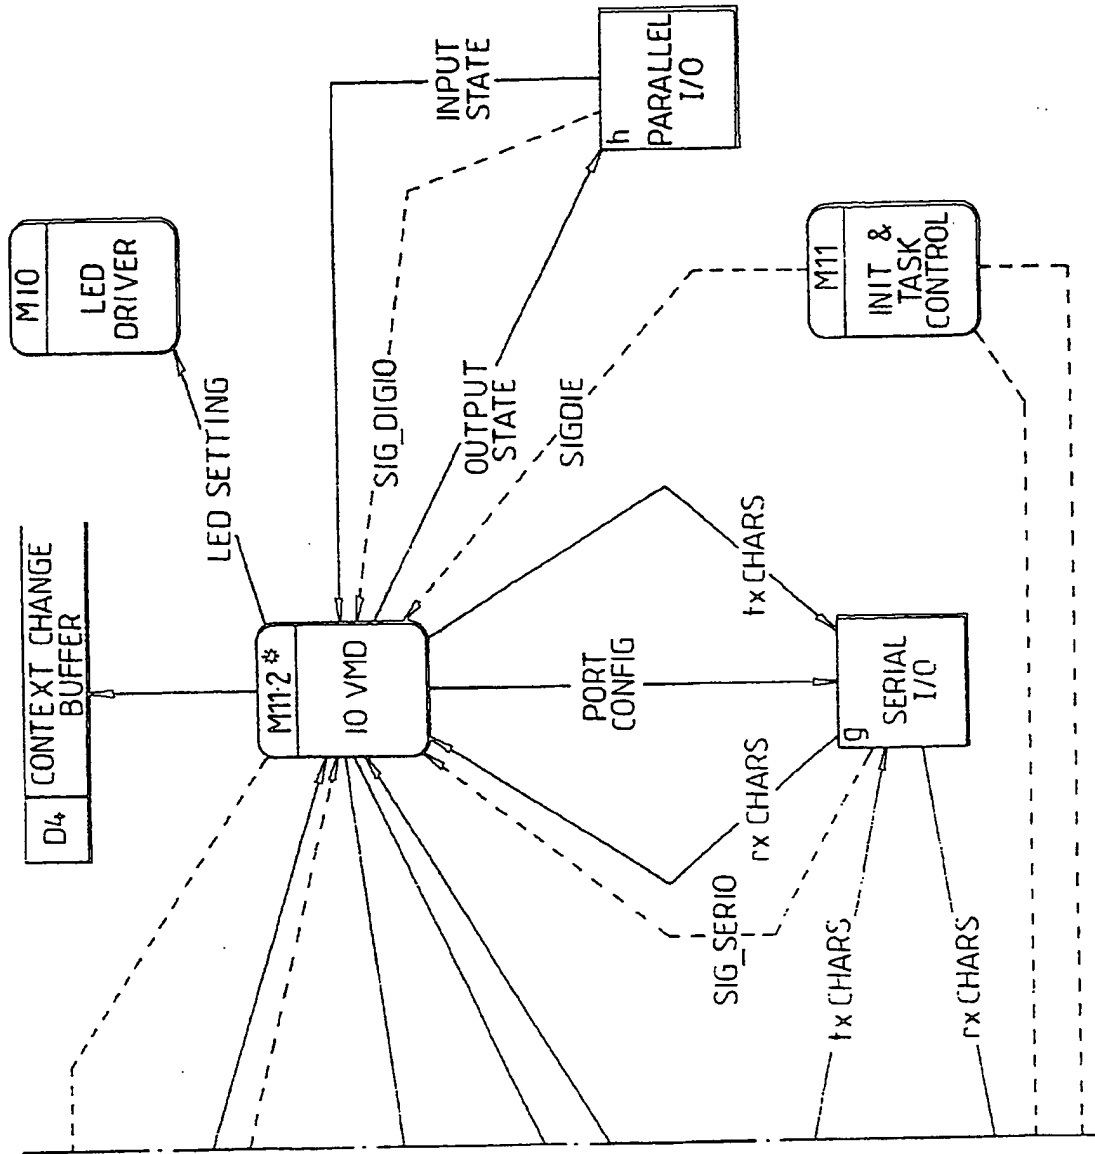 D4
CONTEXT CHANGE
BUFFER
M10
LED
DRIVER
LED SETTING
M11·2*
IO VMD
INPUT
STATE
SIG_DIGIO
OUTPUT
STATE
h
PARALLEL
I/O
SIGDIE
M11
INIT &
TASK
CONTROL
tx CHARS
PORT
CONFIG
rx CHARS
SIG_SERIO
g
SERIAL
I/O
tx CHARS
rx CHARS